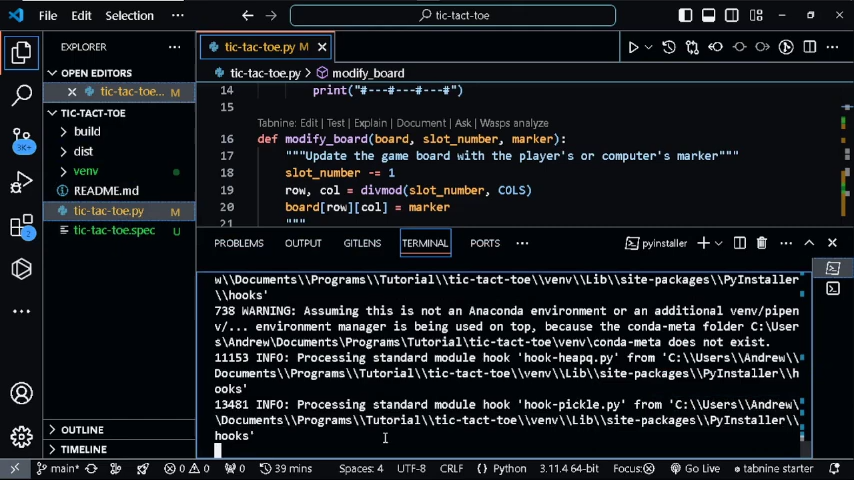 File Edit Selection ··· tic-tact-toe
EXPLORER ···
OPEN EDITORS
tic-tact-toe... M
TIC-TACT-TOE
build
dist
venv
README.md
tic-tac-toe.py M
tic-tac-toe.spec U
OUTLINE
TIMELINE
3K+
2
tic-tac-toe.py M
tic-tac-toe.py > modify_board
14 print("#---#---#---#")
15
Tabnine: Edit | Test | Explain | Document | Ask | Wasps analyze
16 def modify_board(board, slot_number, marker):
17 """Update the game board with the player's or computer's marker"""
18 slot_number -= 1
19 row, col = divmod(slot_number, COLS)
20 board[row][col] = marker
21 """
PROBLEMS OUTPUT GITLENS TERMINAL PORTS ··· pyinstaller
w\\Documents\\Programs\\Tutorial\\tic-tact-toe\\venv\\Lib\\site-packages\\PyInstaller
\\hooks'
738 WARNING: Assuming this is not an Anaconda environment or an additional venv/pipen
v/... environment manager is being used on top, because the conda-meta folder C:\User
s\Andrew\Documents\Programs\Tutorial\tic-tact-toe\venv\conda-meta does not exist.
11153 INFO: Processing standard module hook 'hook-heapq.py' from 'C:\\Users\\Andrew\\
Documents\\Programs\\Tutorial\\tic-tact-toe\\venv\\Lib\\site-packages\\PyInstaller\\h
ooks'
13481 INFO: Processing standard module hook 'hook-pickle.py' from 'C:\\Users\\Andrew\
\Documents\\Programs\\Tutorial\\tic-tact-toe\\venv\\Lib\\site-packages\\PyInstaller\\
hooks'
main* 0 0 0 39 mins Spaces: 4 UTF-8 CRLF Python 3.11.4 64-bit Focus: Go Live tabnine starter